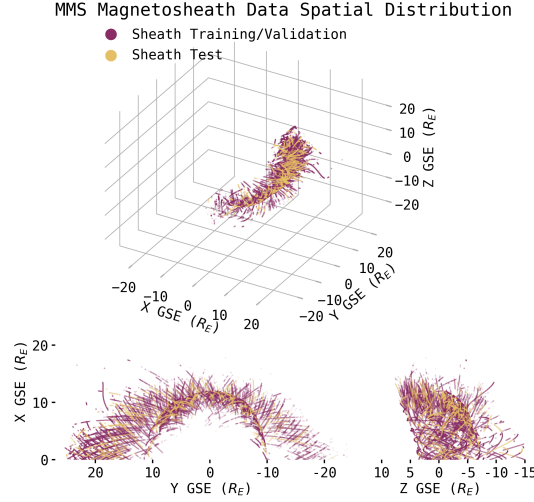 MMS Magnetosheath Data Spatial Distribution
Sheath Training/Validation
Sheath Test
20
10
0
−10
−20
Z GSE (R_E)
−20
−10
0
10
20
X GSE (R_E)
−20
−10
0
10
20
Y GSE (R_E)
20
10
0
X GSE (R_E)
20 10 0 -10 -20
Y GSE (R_E)
10 5 0 -5 -10 -15
Z GSE (R_E)